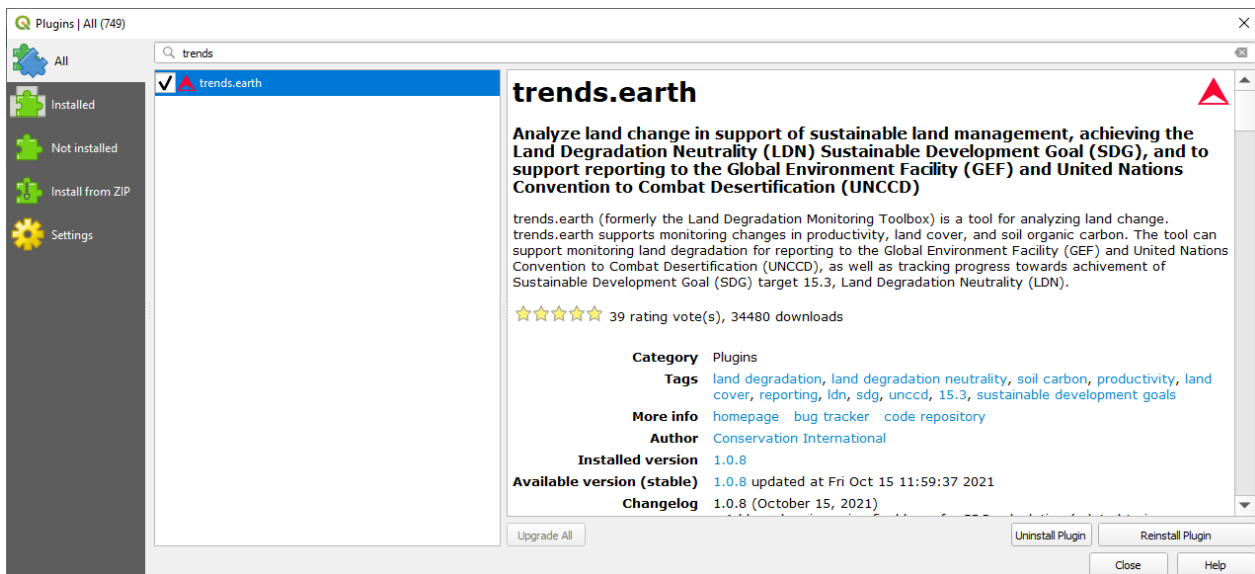 Plugins | All (749)
All
trends
Installed
Not installed
Install from ZIP
Settings
trends.earth
trends.earth
Analyze land change in support of sustainable land management, achieving the
Land Degradation Neutrality (LDN) Sustainable Development Goal (SDG), and to
support reporting to the Global Environment Facility (GEF) and United Nations
Convention to Combat Desertification (UNCCD)
trends.earth (formerly the Land Degradation Monitoring Toolbox) is a tool for analyzing land change.
trends.earth supports monitoring changes in productivity, land cover, and soil organic carbon. The tool can
support monitoring land degradation for reporting to the Global Environment Facility (GEF) and United Nations
Convention to Combat Desertification (UNCCD), as well as tracking progress towards achivement of
Sustainable Development Goal (SDG) target 15.3, Land Degradation Neutrality (LDN).
39 rating vote(s), 34480 downloads
Category Plugins
Tags land degradation, land degradation neutrality, soil carbon, productivity, land
cover, reporting, ldn, sdg, unccd, 15.3, sustainable development goals
More info homepage bug tracker code repository
Author Conservation International
Installed version 1.0.8
Available version (stable) 1.0.8 updated at Fri Oct 15 11:59:37 2021
Changelog 1.0.8 (October 15, 2021)
Upgrade All
Uninstall Plugin
Reinstall Plugin
Close
Help